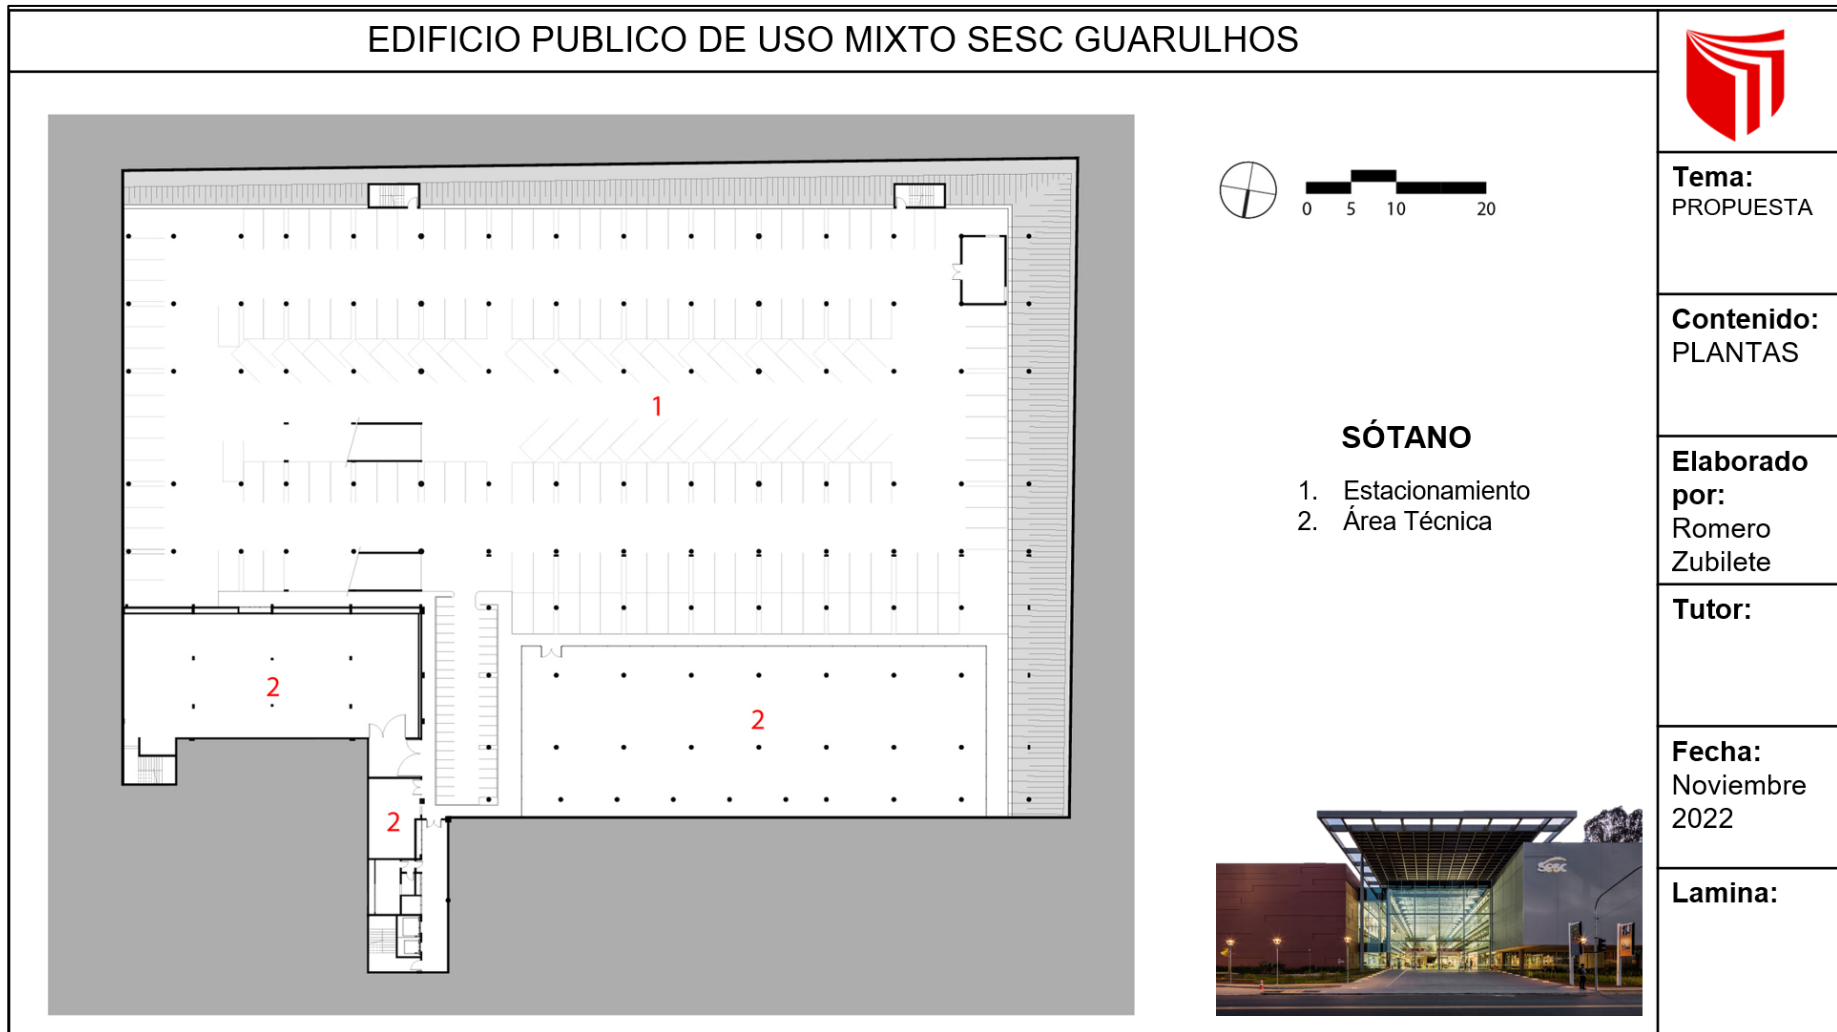 EDIFICIO PUBLICO DE USO MIXTO SESC GUARULHOS
0 5 10 20
1
2
2
2
SÓTANO
1. Estacionamiento
2. Área Técnica
Sesc
Tema:
PROPUESTA
Contenido:
PLANTAS
Elaborado
por:
Romero
Zubilete
Tutor:
Fecha:
Noviembre
2022
Lamina: